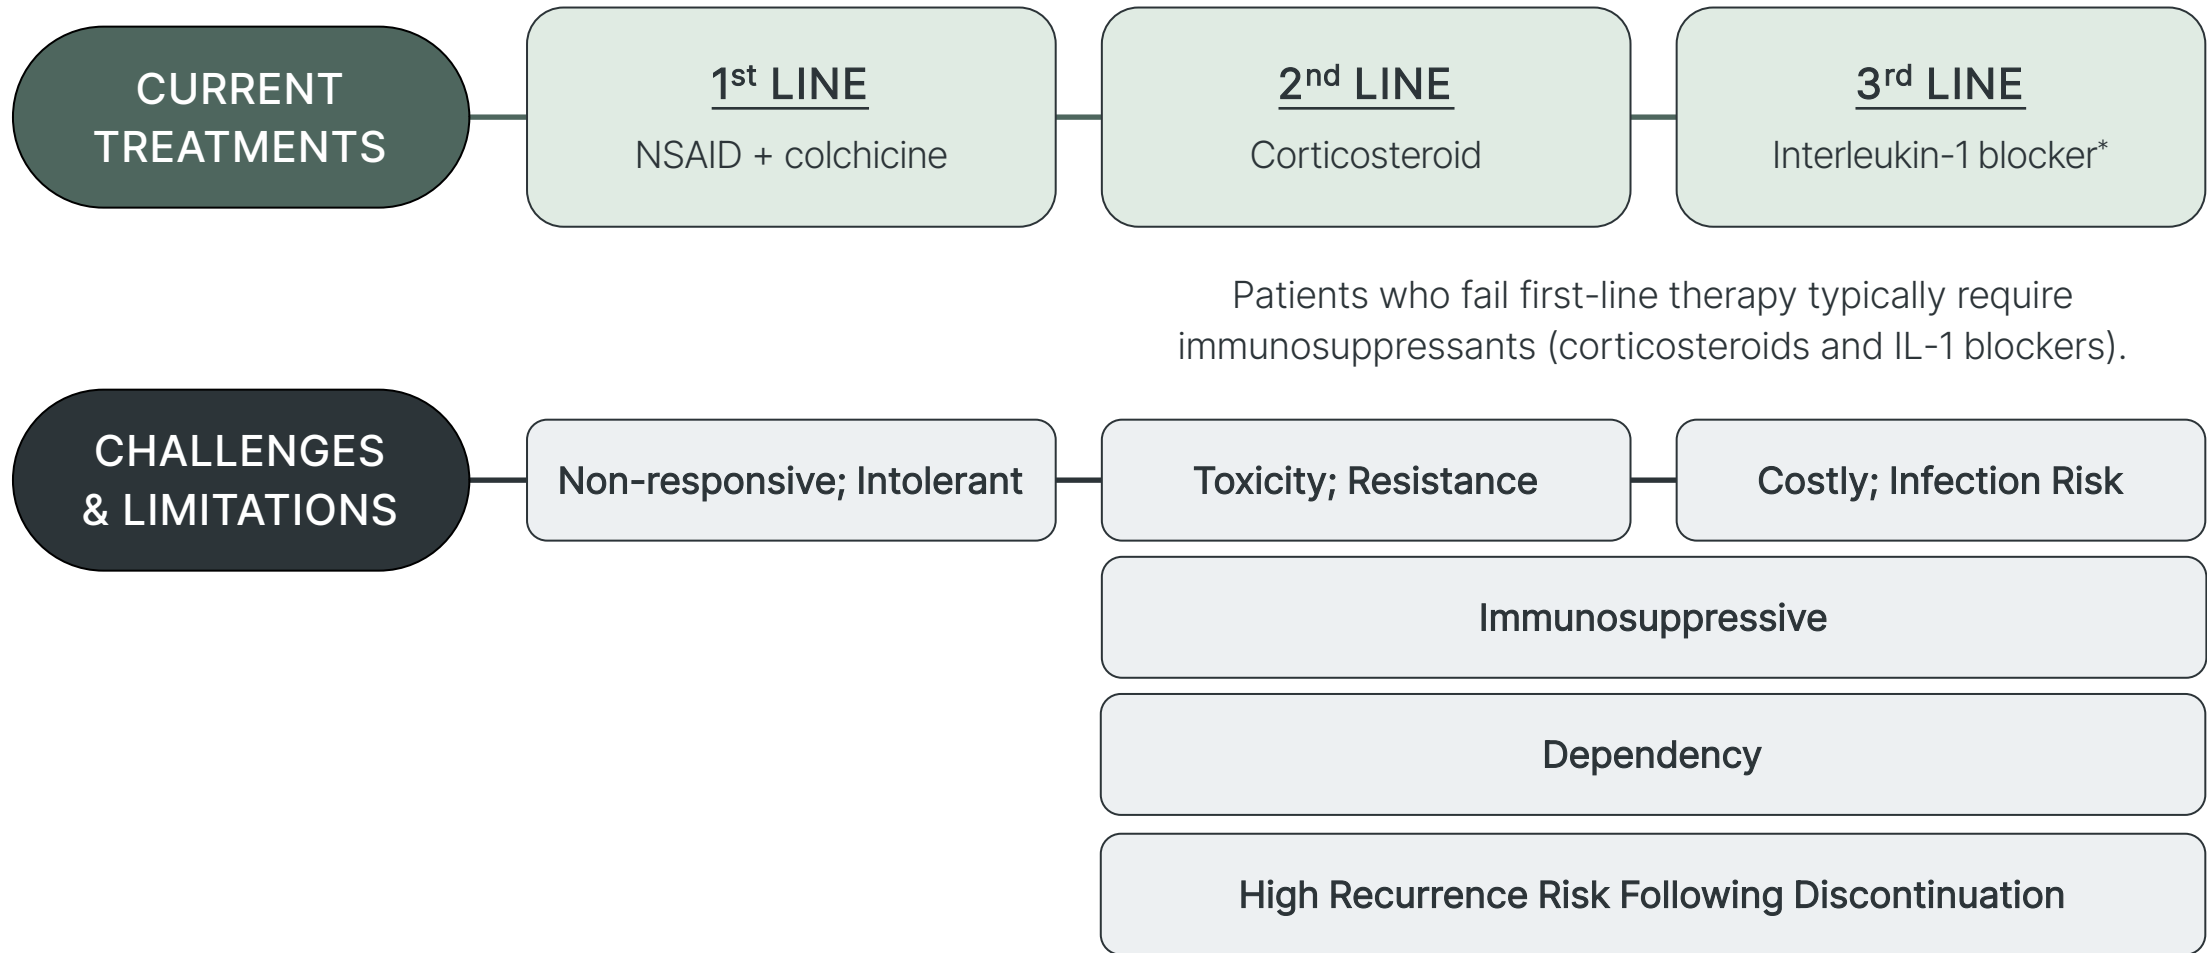 CURRENT
TREATMENTS
1st LINE
NSAID + colchicine
2nd LINE
Corticosteroid
3rd LINE
Interleukin-1 blocker*
Patients who fail first-line therapy typically require
immunosuppressants (corticosteroids and IL-1 blockers).
CHALLENGES
& LIMITATIONS
Non-responsive; Intolerant
Toxicity; Resistance
Costly; Infection Risk
Immunosuppressive
Dependency
High Recurrence Risk Following Discontinuation